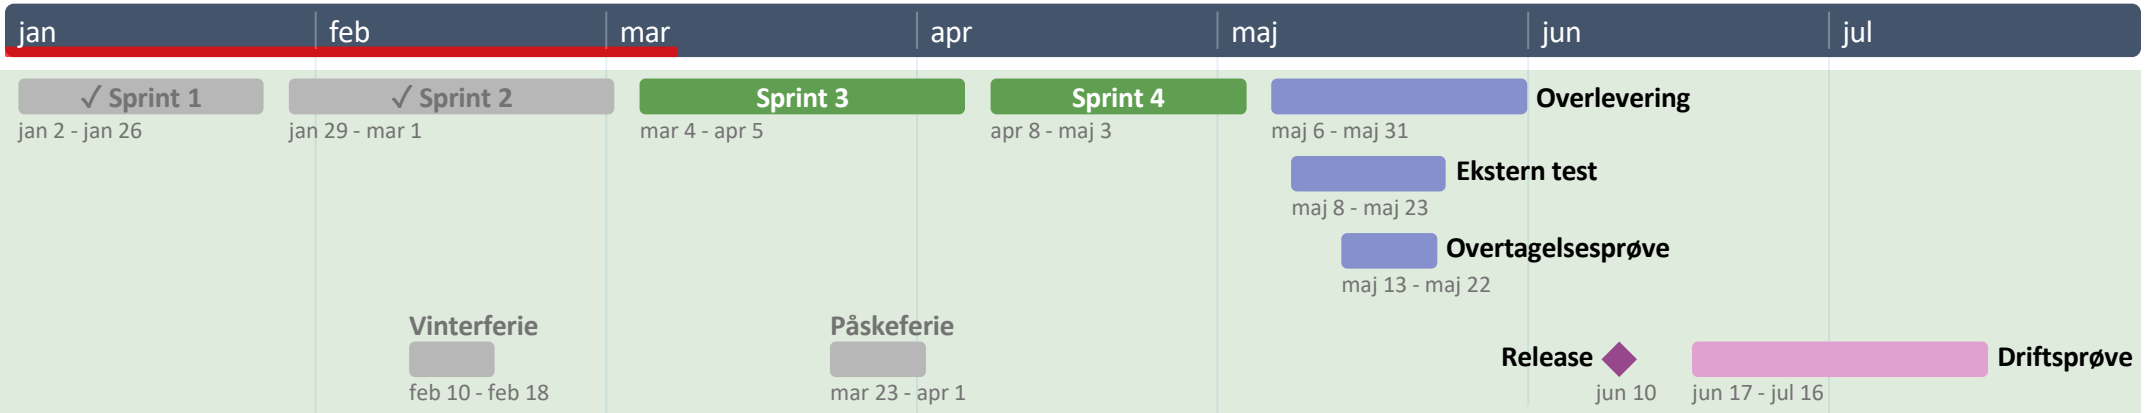 jan feb mar apr maj jun jul
✓ Sprint 1 ✓ Sprint 2 Sprint 3 Sprint 4 Overlevering
jan 2 - jan 26 jan 29 - mar 1 mar 4 - apr 5 apr 8 - maj 3 maj 6 - maj 31
Ekstern test
maj 8 - maj 23
Overtagelsesprøve
maj 13 - maj 22
Vinterferie Påskeferie
Release Driftsprøve
feb 10 - feb 18 mar 23 - apr 1 jun 10 jun 17 - jul 16